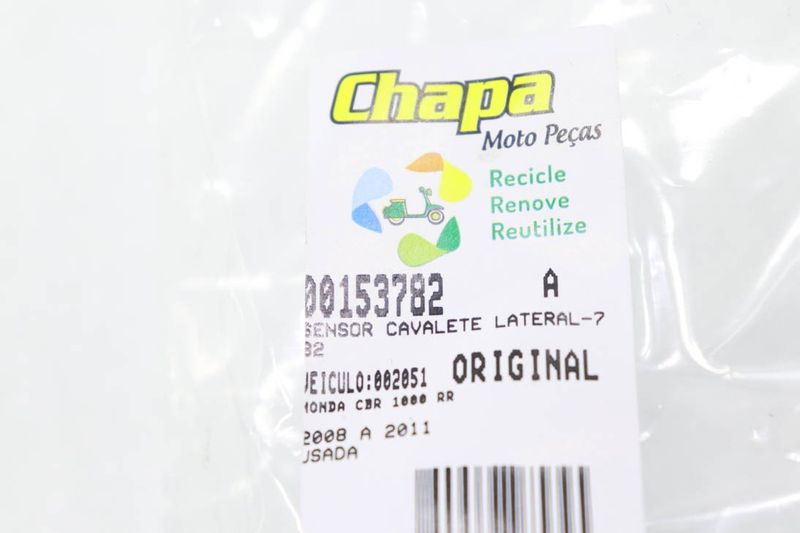 Chapa
Moto Peças
Recicle
Renove
Reutilize
00153782 A
SENSOR CAVALETE LATERAL-7
82
VEICULO:002051 ORIGINAL
HONDA CBR 1000 RR
2008 A 2011
USADA